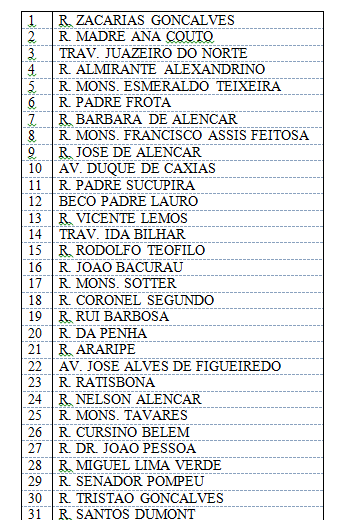 1 R. ZACARIAS GONCALVES
2 R. MADRE ANA COUTO
3 TRAV. JUAZEIRO DO NORTE
4 R. ALMIRANTE ALEXANDRINO
5 R. MONS. ESMERALDO TEIXEIRA
6 R. PADRE FROTA
7 R. BARBARA DE ALENCAR
8 R. MONS. FRANCISCO ASSIS FEITOSA
9 R. JOSE DE ALENCAR
10 AV. DUQUE DE CAXIAS
11 R. PADRE SUCUPIRA
12 BECO PADRE LAURO
13 R. VICENTE LEMOS
14 TRAV. IDA BILHAR
15 R. RODOLFO TEOFILO
16 R. JOAO BACURAU
17 R. MONS. SOTTER
18 R. CORONEL SEGUNDO
19 R. RUI BARBOSA
20 R. DA PENHA
21 R. ARARIPE
22 AV. JOSE ALVES DE FIGUEIREDO
23 R. RATISBONA
24 R. NELSON ALENCAR
25 R. MONS. TAVARES
26 R. CURSINO BELEM
27 R. DR. JOAO PESSOA
28 R. MIGUEL LIMA VERDE
29 R. SENADOR POMPEU
30 R. TRISTAO GONCALVES
31 R. SANTOS DUMONT